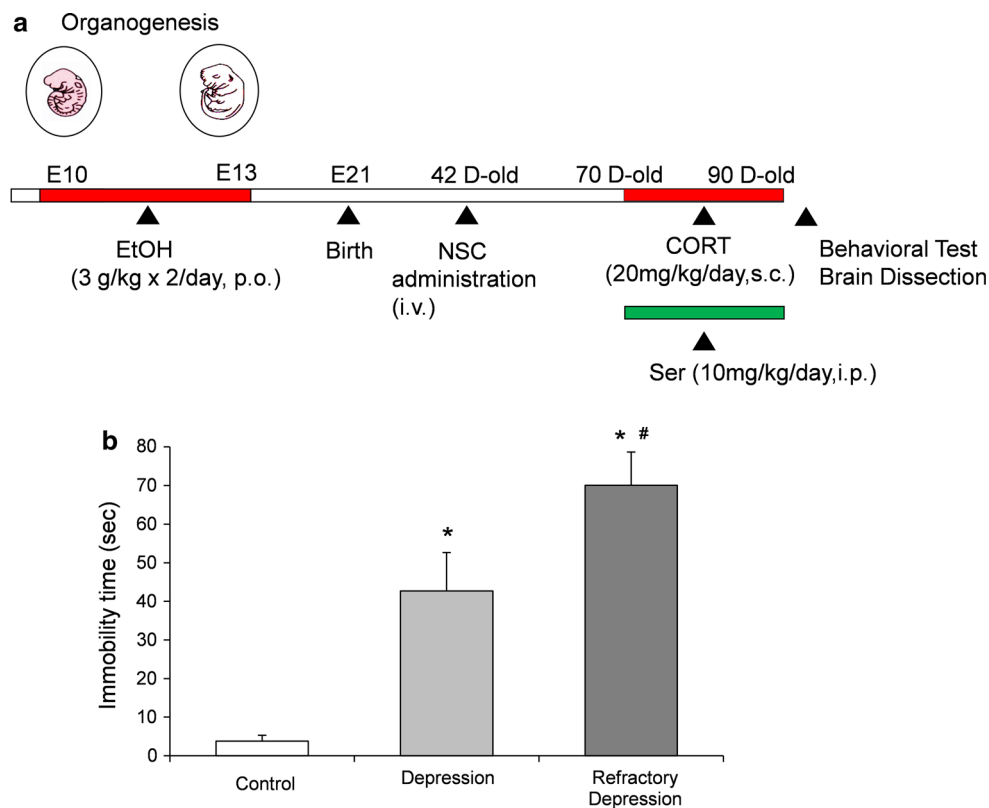 a Organogenesis
E10 E13 E21 42 D-old 70 D-old 90 D-old
EtOH
(3 g/kg x 2/day, p.o.)
Birth
NSC
administration
(i.v.)
CORT
(20mg/kg/day,s.c.)
Behavioral Test
Brain Dissection
Ser (10mg/kg/day,i.p.)
b
Immobility time (sec)
80
70
60
50
40
30
20
10
0
*
* #
Control
Depression
Refractory
Depression